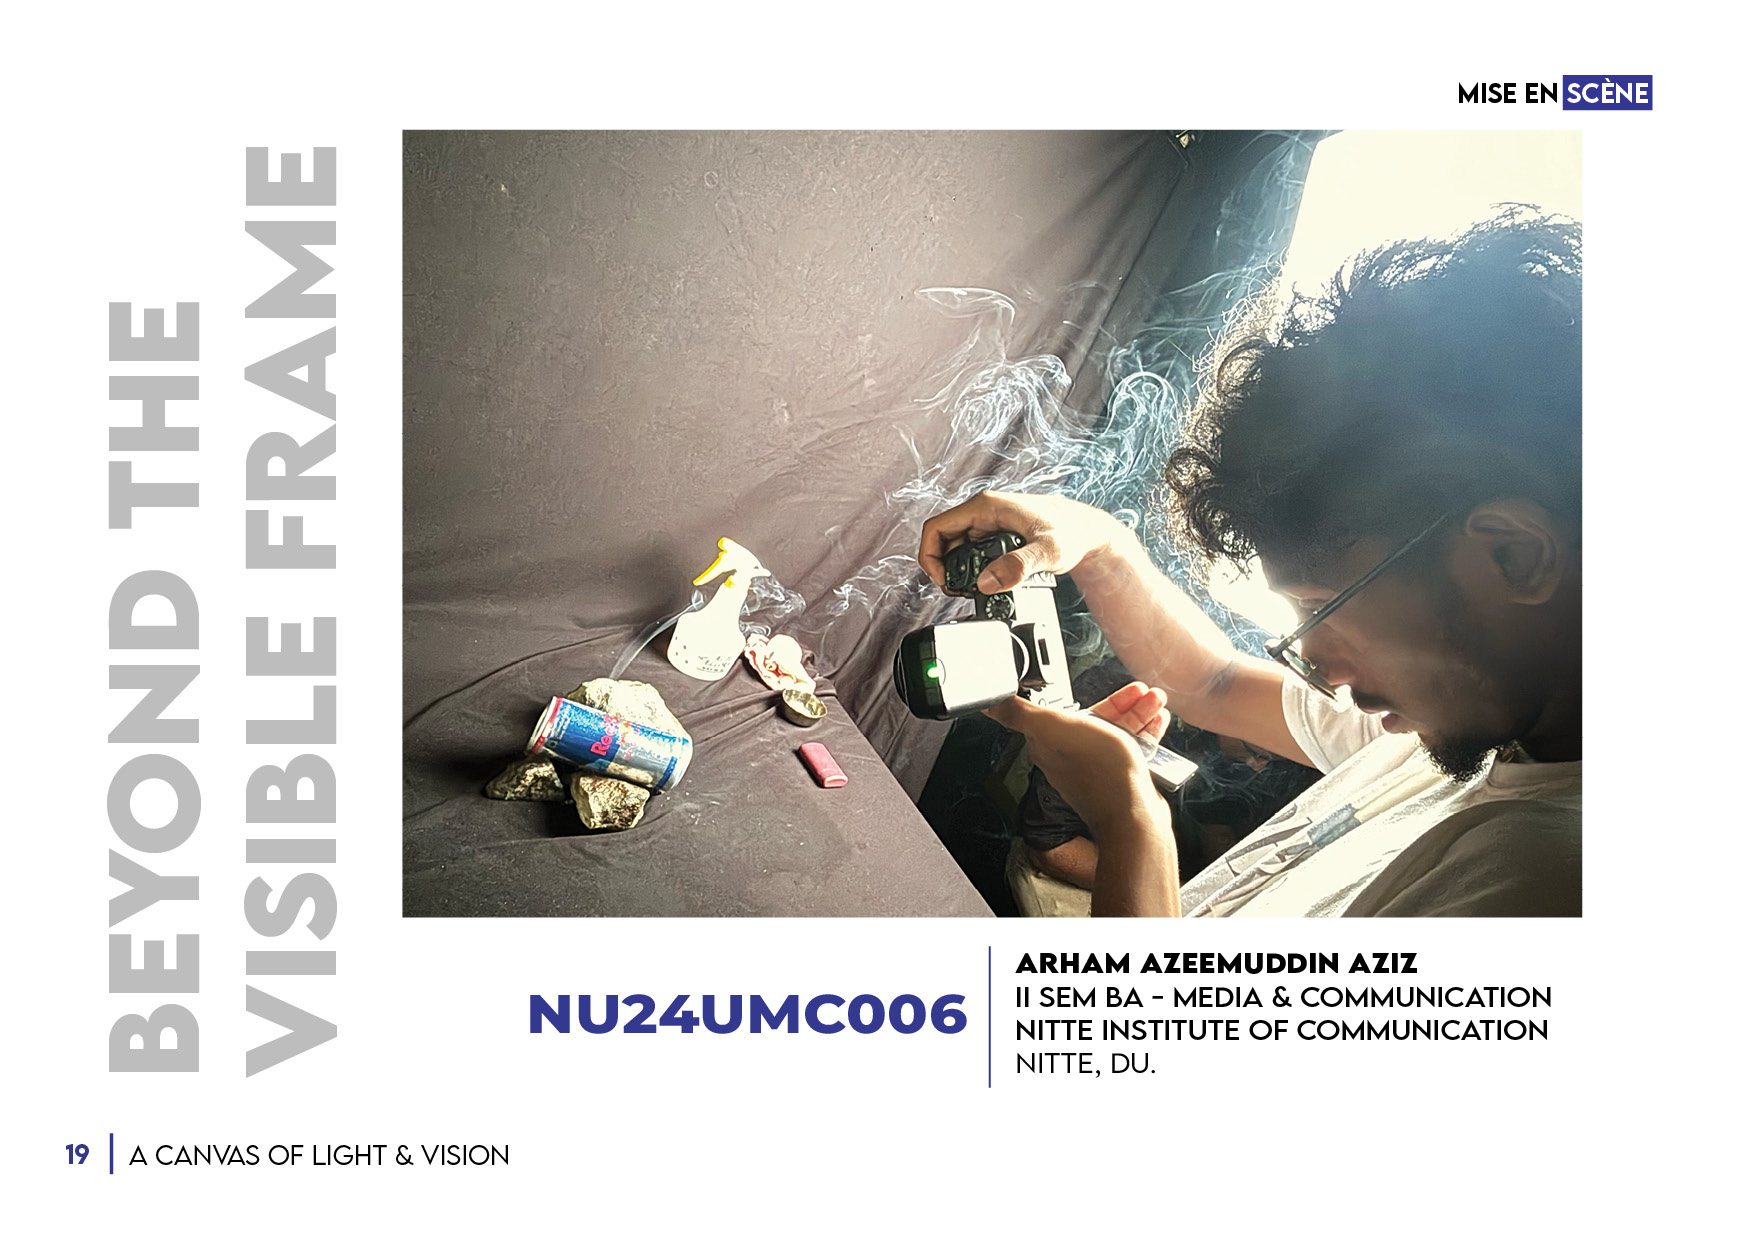 MISE EN SCÈNE
BEYOND THE
VISIBLE FRAME
Red
NU24UMC006
ARHAM AZEEMUDDIN AZIZ
II SEM BA - MEDIA & COMMUNICATION
NITTE INSTITUTE OF COMMUNICATION
NITTE, DU.
19
A CANVAS OF LIGHT & VISION